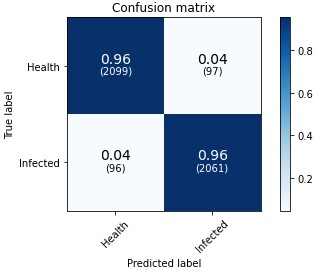 Confusion matrix
True label
Health
0.96
(2099)
0.04
(97)
Infected
0.04
(96)
0.96
(2061)
Health
Infected
Predicted label
0.8
0.6
0.4
0.2